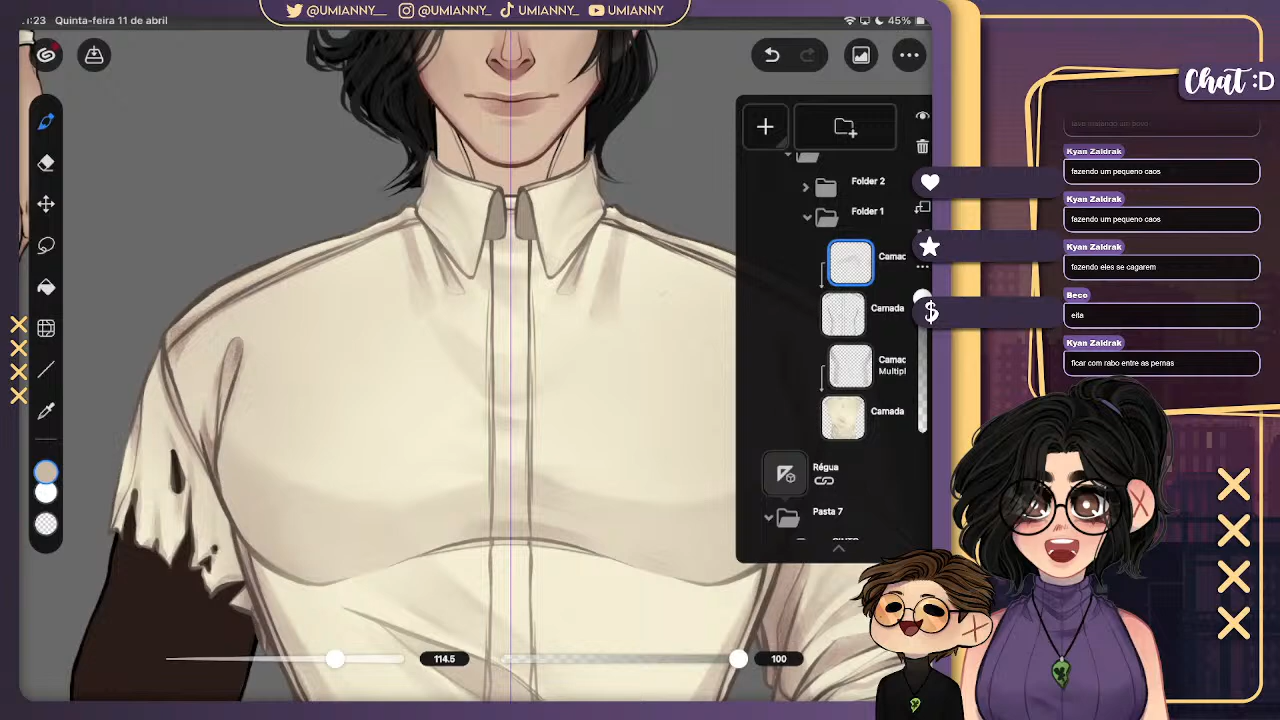 :23 Quinta-feira 11 de abril
45%
@UMIANNY__ @UMIANNY_ UMIANNY_ UMIANNY
Chat :D
Kyan Zaldrak
fazendo um pequeno caos
Kyan Zaldrak
fazendo um pequeno caos
Kyan Zaldrak
fazendo eles se cagarem
Beco
eita
Kyan Zaldrak
ficar com rabo entre as pernas
Folder 2
Folder 1
Camac
Camada
Camac
Multipl
Camada
Régua
Pasta 7
114.5
100